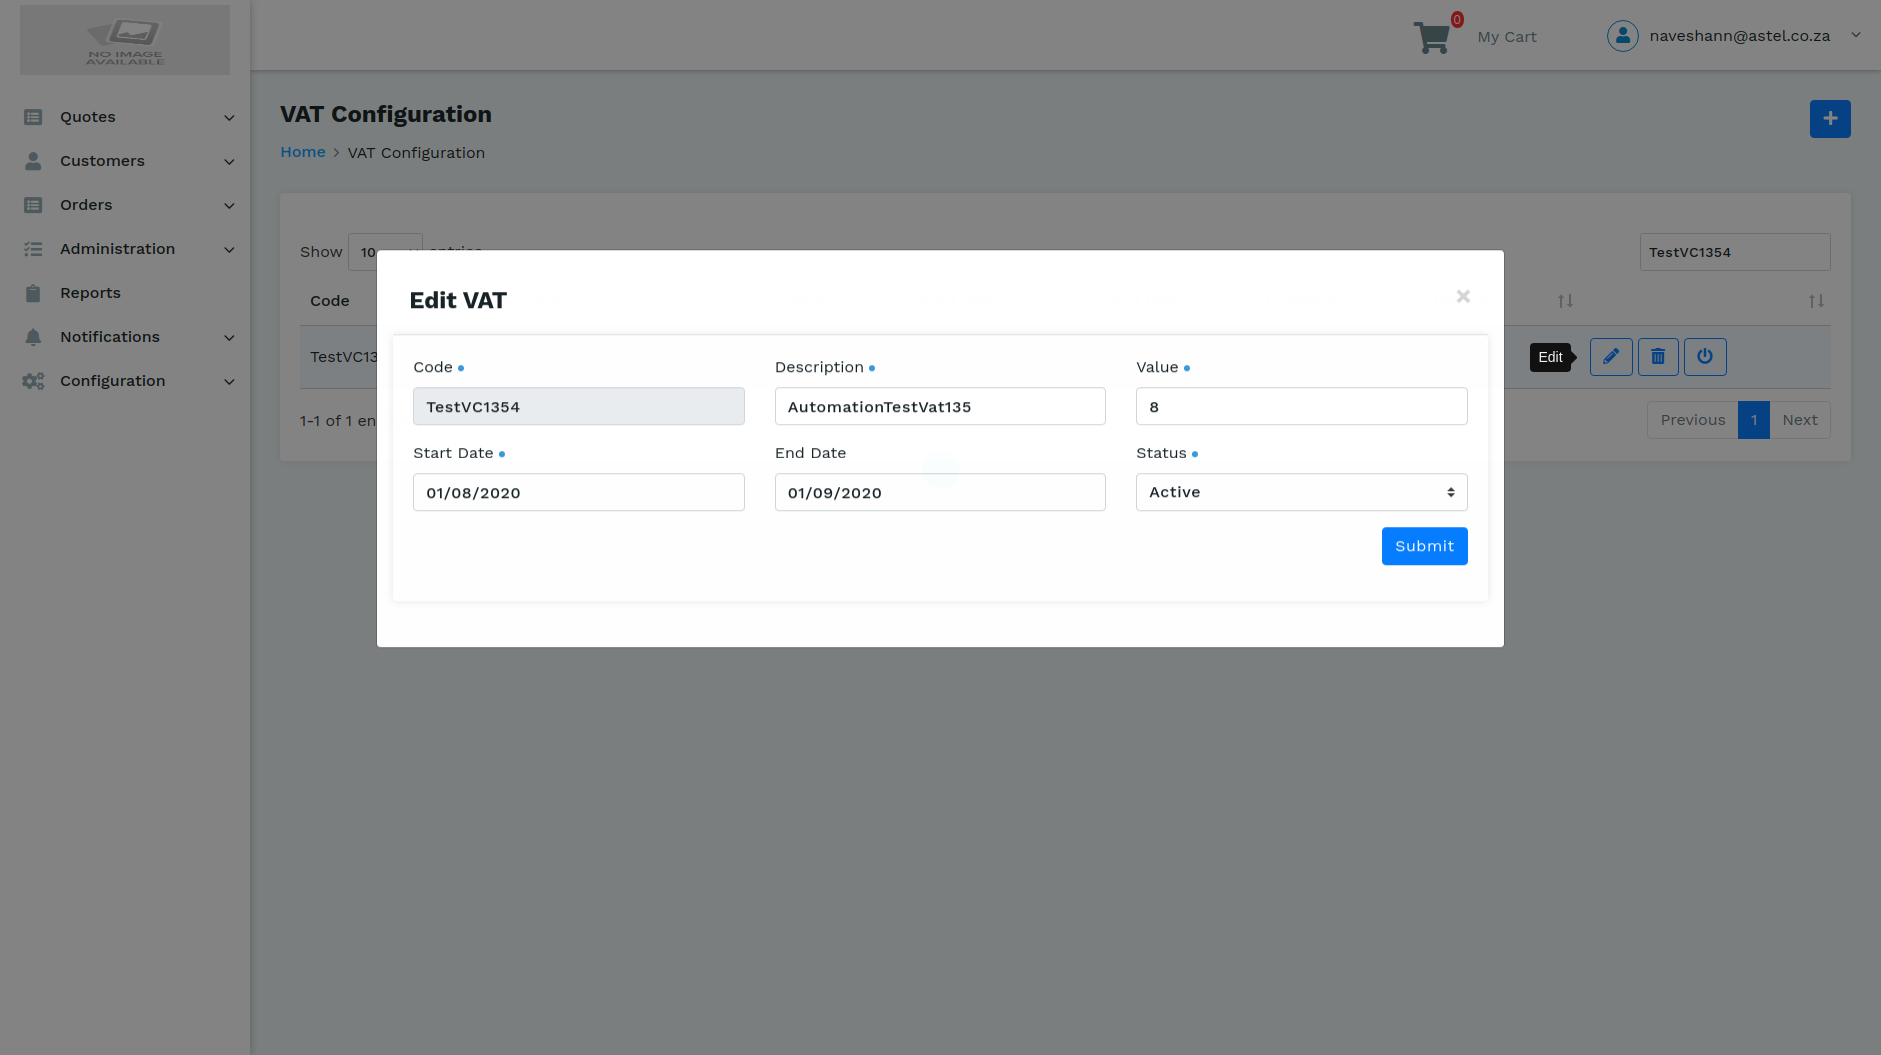 NO IMAGE
AVAILABLE
0
My Cart
naveshann@astel.co.za
Quotes
Customers
Orders
Administration
Reports
Notifications
Configuration
VAT Configuration
Home > VAT Configuration
Show 10 entries
TestVC1354
Code
TestVC13
Edit
1-1 of 1 en
Previous 1 Next
Edit VAT
×
Code Description Value
TestVC1354 AutomationTestVat135 8
Start Date End Date Status
01/08/2020 01/09/2020 Active
Submit